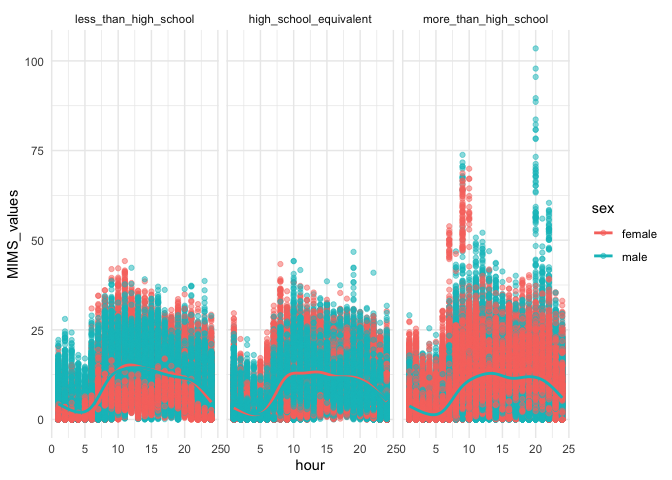 less_than_high_school high_school_equivalent more_than_high_school
100
75
50
25
0
MIMS_values
0 5 10 15 20 25 0 5 10 15 20 25 0 5 10 15 20 25
hour
sex
female
male